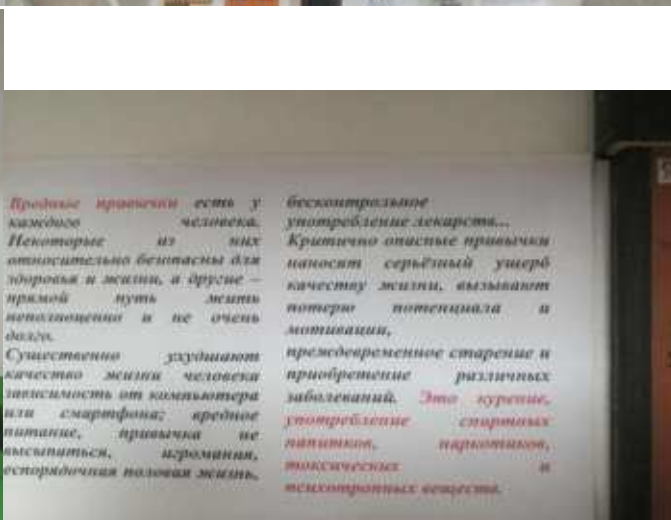 Вредные привычки есть у
каждого человека.
Некоторые из них
относительно безопасны для
здоровья и жизни, а другие –
прямой путь жить
неполноценно и не очень
долго.
Существенно ухудшают
качество жизни человека
зависимость от компьютера
или смартфона; вредное
питание, привычка не
высыпаться, игромания,
еспорядочная половая жизнь,
бесконтрольное
употребление лекарств...
Критично опасные привычки
наносят серьёзный ущерб
качеству жизни, вызывают
потерю потенциала и
мотивации,
преждевременное старение и
приобретение различных
заболеваний. Это курение,
употребление спиртных
напитков, наркотиков,
токсических и
психотропных веществ.